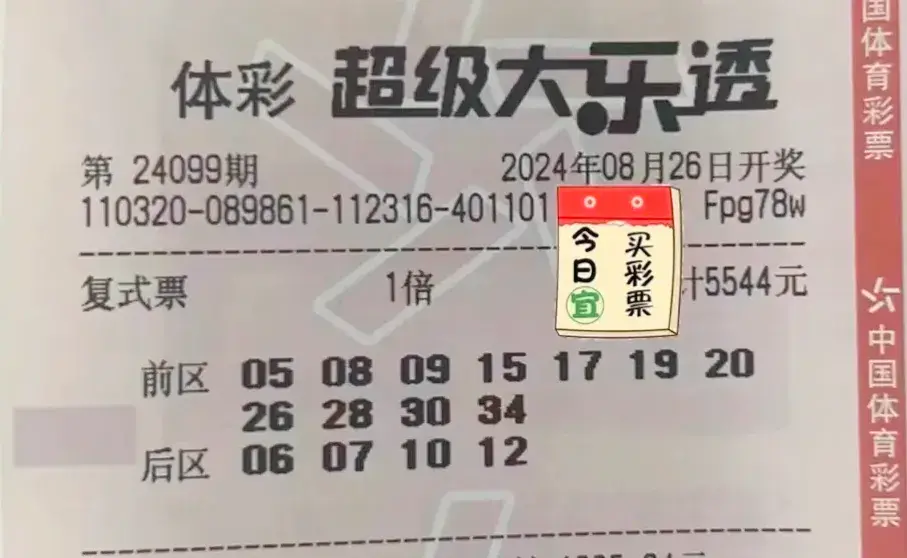 体彩 超级大乐透
第 24099期 2024年08月26日开奖
110320-089861-112316-401101 Fpg78w
今日宜 买彩票
复式票 1倍 计5544元
前区 05 08 09 15 17 19 20
26 28 30 34
后区 06 07 10 12
国体育彩票
中国体育彩票